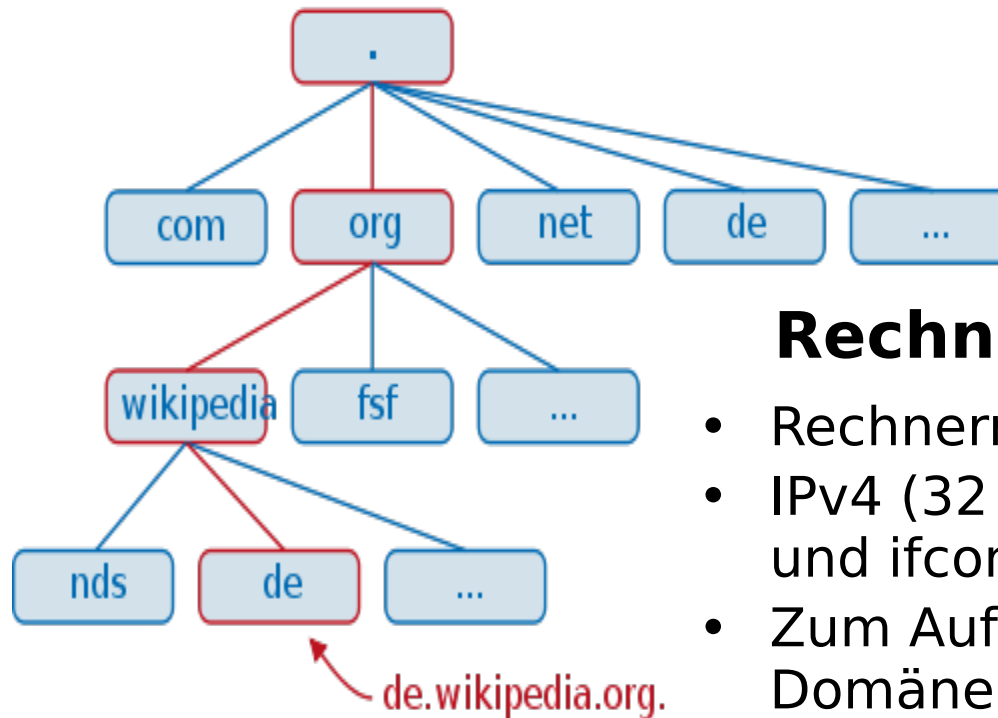 .
com org net de ...
wikipedia fsf ...
nds de ...
de.wikipedia.org.
Rechn
• Rechnern
• IPv4 (32
und ifcon
• Zum Auf
Domäne